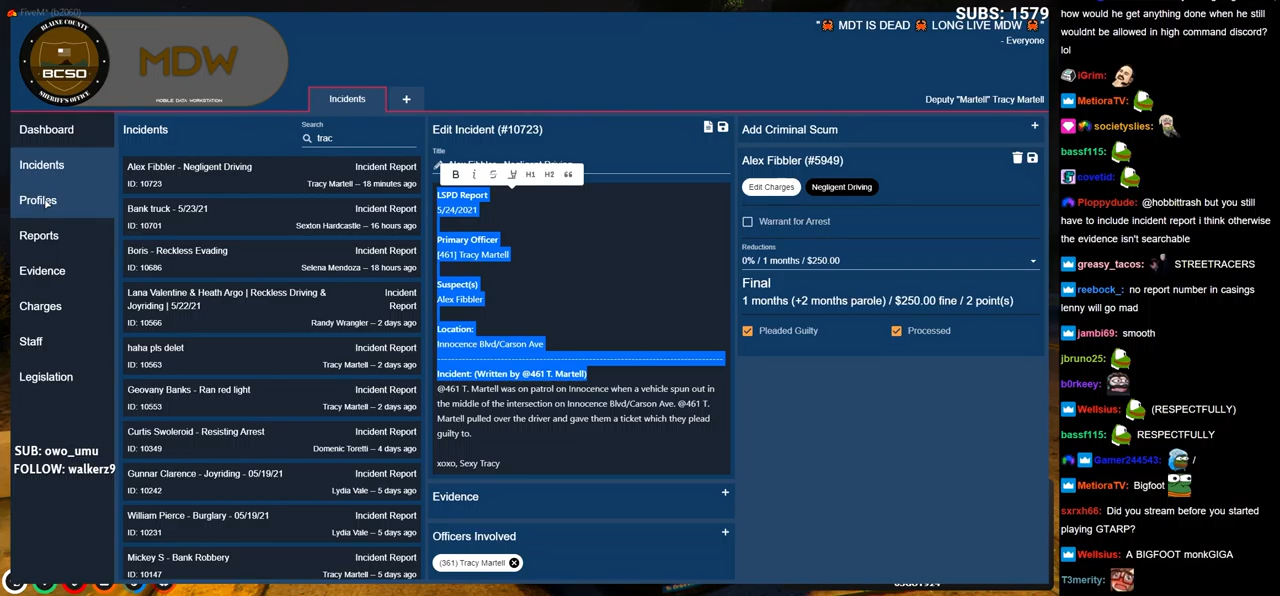 FiveM® (b2060)
SUBS: 1579
BLAINE COUNTY
BCSO
SHERIFF'S OFFICE
MDW
MOBILE DATA WORKSTATION
" 🦀 MDT IS DEAD 🦀 LONG LIVE MDW 🦀 "
- Everyone
Incidents
+
Deputy "Martell" Tracy Martell
Dashboard
Incidents
Profiles
Reports
Evidence
Charges
Staff
Legislation
SUB: owo_umu
FOLLOW: walkerz9
Incidents
Search
trac
Alex Fibbler - Negligent Driving
Incident Report
ID: 10723
Tracy Martell – 18 minutes ago
Bank truck - 5/23/21
Incident Report
ID: 10701
Sexton Hardcastle – 16 hours ago
Boris - Reckless Evading
Incident Report
ID: 10686
Selena Mendoza – 18 hours ago
Lana Valentine & Heath Argo | Reckless Driving &
Joyriding | 5/22/21
Incident
Report
ID: 10566
Randy Wrangler – 2 days ago
haha pls delet
Incident Report
ID: 10563
Tracy Martell – 2 days ago
Geovany Banks - Ran red light
Incident Report
ID: 10553
Tracy Martell – 2 days ago
Curtis Swoleroid - Resisting Arrest
Incident Report
ID: 10349
Domenic Toretti – 4 days ago
Gunnar Clarence - Joyriding - 05/19/21
Incident Report
ID: 10242
Lydia Vale – 5 days ago
William Pierce - Burglary - 05/19/21
Incident Report
ID: 10231
Lydia Vale – 5 days ago
Mickey S - Bank Robbery
Incident Report
ID: 10147
Tracy Martell – 5 days ago
Edit Incident (#10723)
Title
Alex Fibbler - Negligent Driving
B i S H1 H2
LSPD Report
5/24/2021
Primary Officer
[461] Tracy Martell
Suspect(s)
Alex Fibbler
Location:
Innocence Blvd/Carson Ave
Incident: (Written by @461 T. Martell)
@461 T. Martell was on patrol on Innocence when a vehicle spun out in
the middle of the intersection on Innocence Blvd/Carson Ave. @461 T.
Martell pulled over the driver and gave them a ticket which they plead
guilty to.
xoxo, Sexy Tracy
Evidence
+
Officers Involved
+
(361) Tracy Martell
Add Criminal Scum
+
Alex Fibbler (#5949)
Edit Charges
Negligent Driving
Warrant for Arrest
Reductions
0% / 1 months / $250.00
Final
1 months (+2 months parole) / $250.00 fine / 2 point(s)
Pleaded Guilty
Processed
how would he get anything done when he still
wouldnt be allowed in high command discord?
lol
iGrim:
MetioraTV:
societyslies:
bassf115:
covetid:
Ploppydude: @hobbittrash but you still
have to include incident report i think otherwise
the evidence isn't searchable
greasy_tacos: STREETRACERS
reebock_: no report number in casings
lenny will go mad
jambi69: smooth
jbruno25:
b0rkeey:
Wellsius: (RESPECTFULLY)
bassf115: RESPECTFULLY
Gamer244543: /
MetioraTV: Bigfoot
sxrxh66: Did you stream before you started
playing GTARP?
Wellsius: A BIGFOOT monkGIGA
T3merity: